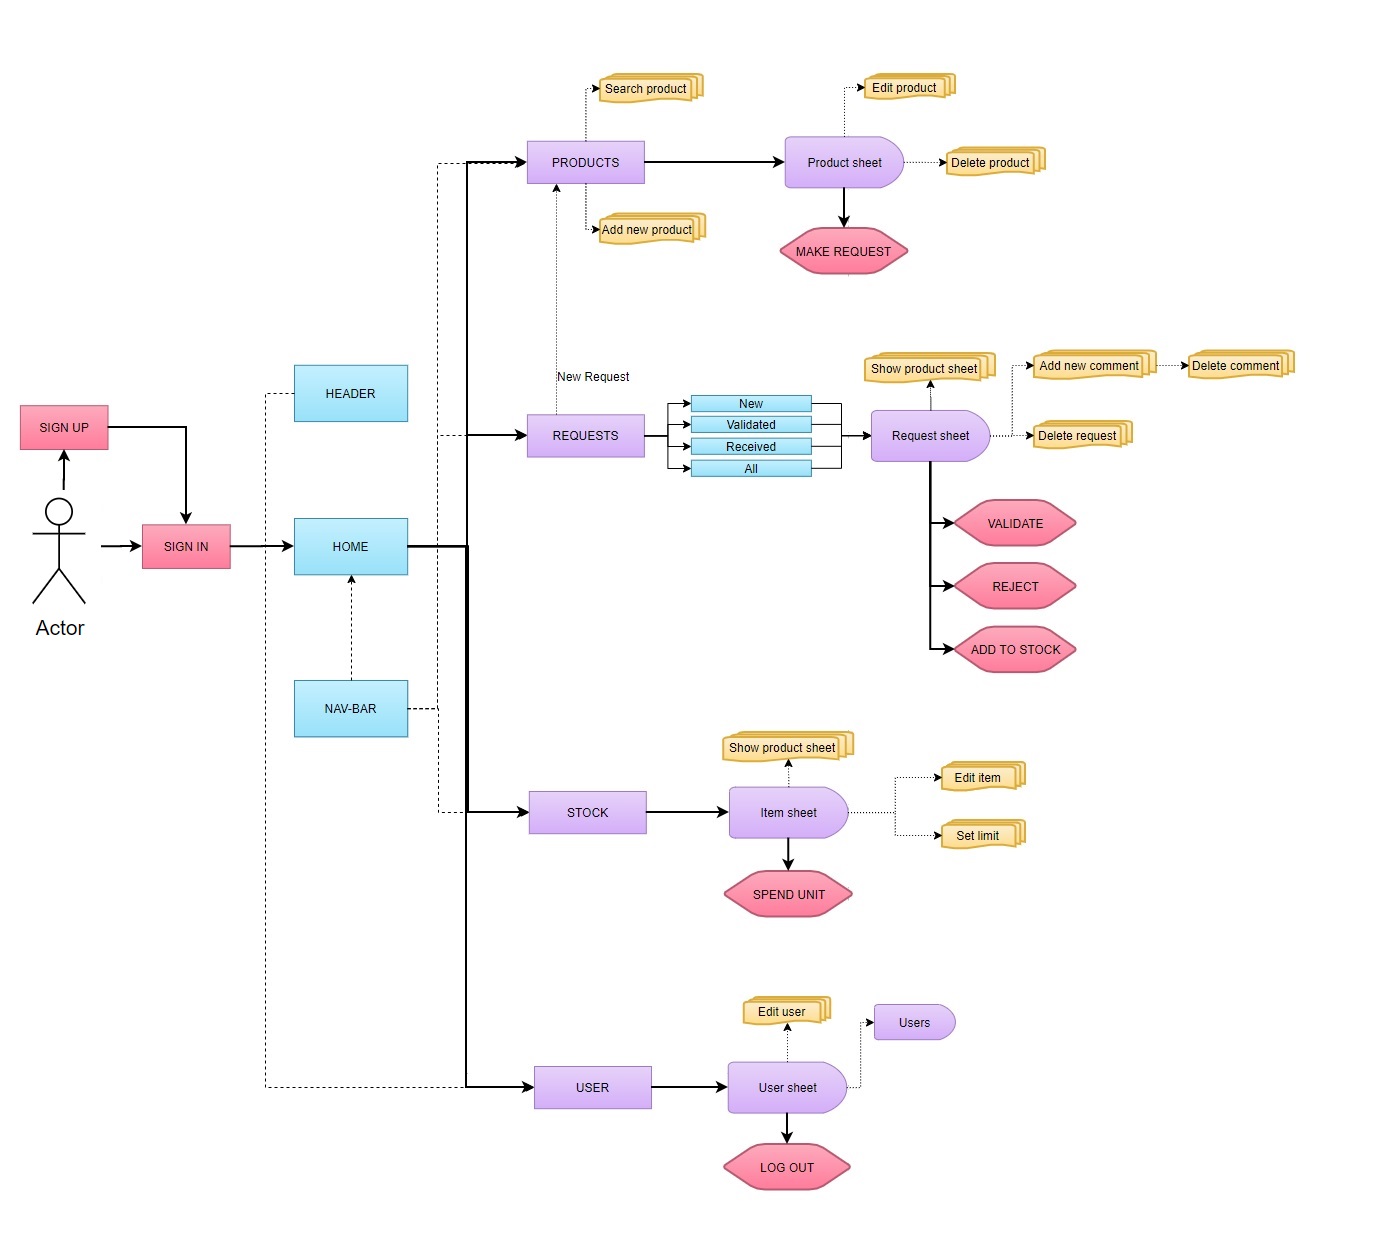 Search product
Edit product
PRODUCTS
Product sheet
Delete product
Add new product
MAKE REQUEST
New Request
Show product sheet
Add new comment
Delete comment
HEADER
SIGN UP
REQUESTS
New
Validated
Received
All
Request sheet
Delete request
VALIDATE
SIGN IN
HOME
REJECT
Actor
ADD TO STOCK
NAV-BAR
Show product sheet
Edit item
STOCK
Item sheet
Set limit
SPEND UNIT
Edit user
Users
USER
User sheet
LOG OUT